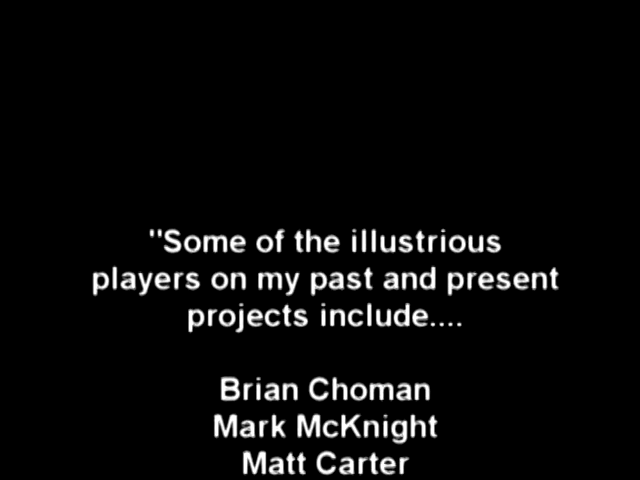 "Some of the illustrious
players on my past and present
projects include....
Brian Choman
Mark McKnight
Matt Carter